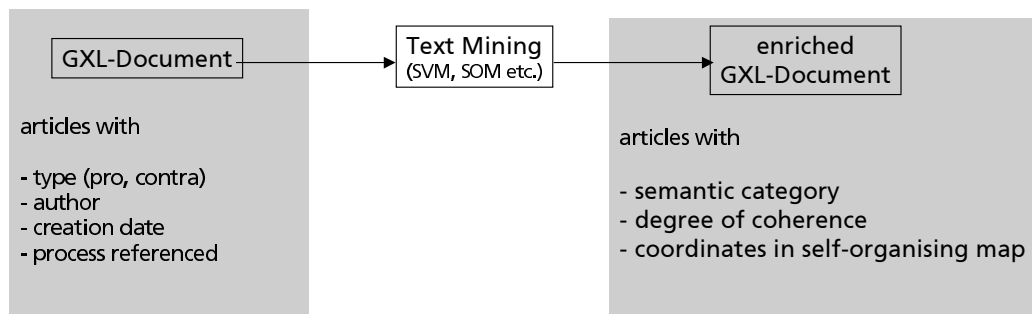 GXL-Document
articles with
- type (pro, contra)
- author
- creation date
- process referenced
Text Mining
(SVM, SOM etc.)
enriched
GXL-Document
articles with
- semantic category
- degree of coherence
- coordinates in self-organising map